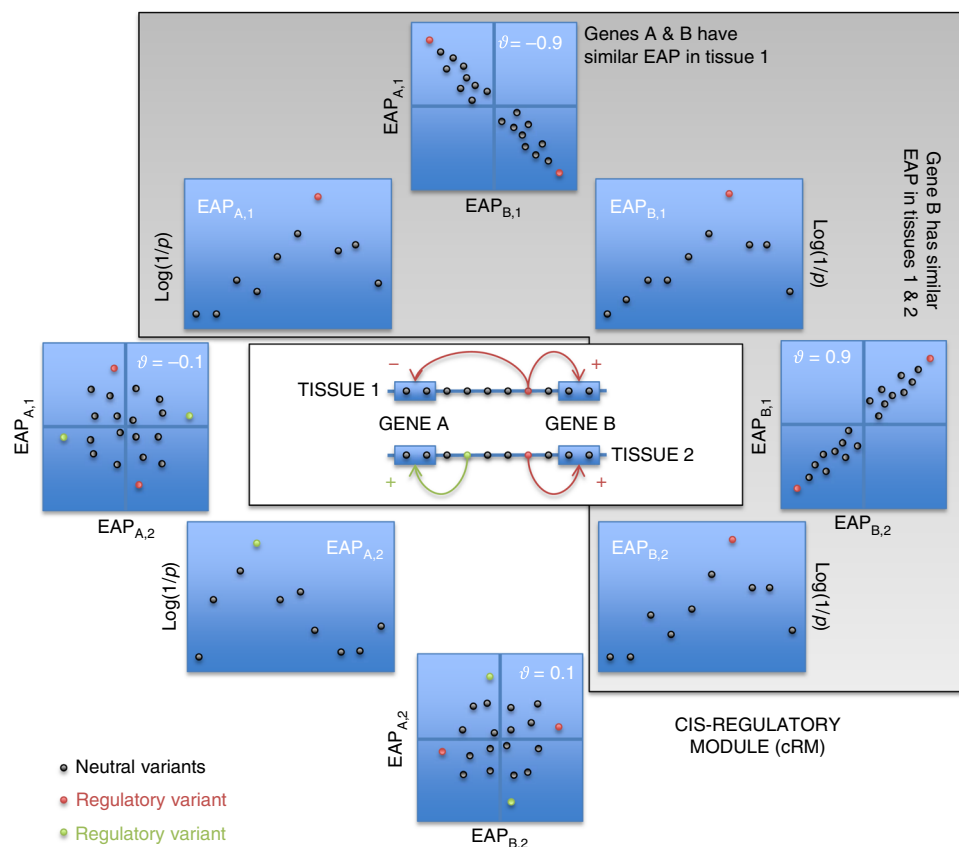 ϑ = –0.9
Genes A & B have
similar EAP in tissue 1
EAP_A,1
EAP_B,1
Gene B has similar
EAP in tissues 1 & 2
EAP_A,1
Log(1/p)
EAP_B,1
Log(1/p)
ϑ = –0.1
EAP_A,1
EAP_A,2
– +
TISSUE 1
GENE A GENE B
TISSUE 2
+ +
ϑ = 0.9
EAP_B,1
EAP_B,2
EAP_A,2
Log(1/p)
EAP_B,2
Log(1/p)
ϑ = 0.1
EAP_A,2
EAP_B,2
CIS-REGULATORY
MODULE (cRM)
Neutral variants
Regulatory variant
Regulatory variant